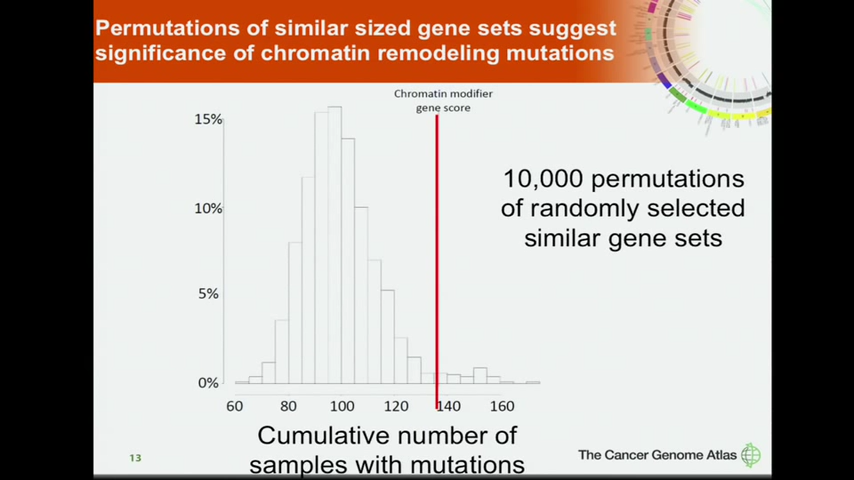 Permutations of similar sized gene sets suggest
significance of chromatin remodeling mutations
Chromatin modifier
gene score
15%
10%
5%
0%
60 80 100 120 140 160
10,000 permutations
of randomly selected
similar gene sets
Cumulative number of
samples with mutations
13
The Cancer Genome Atlas